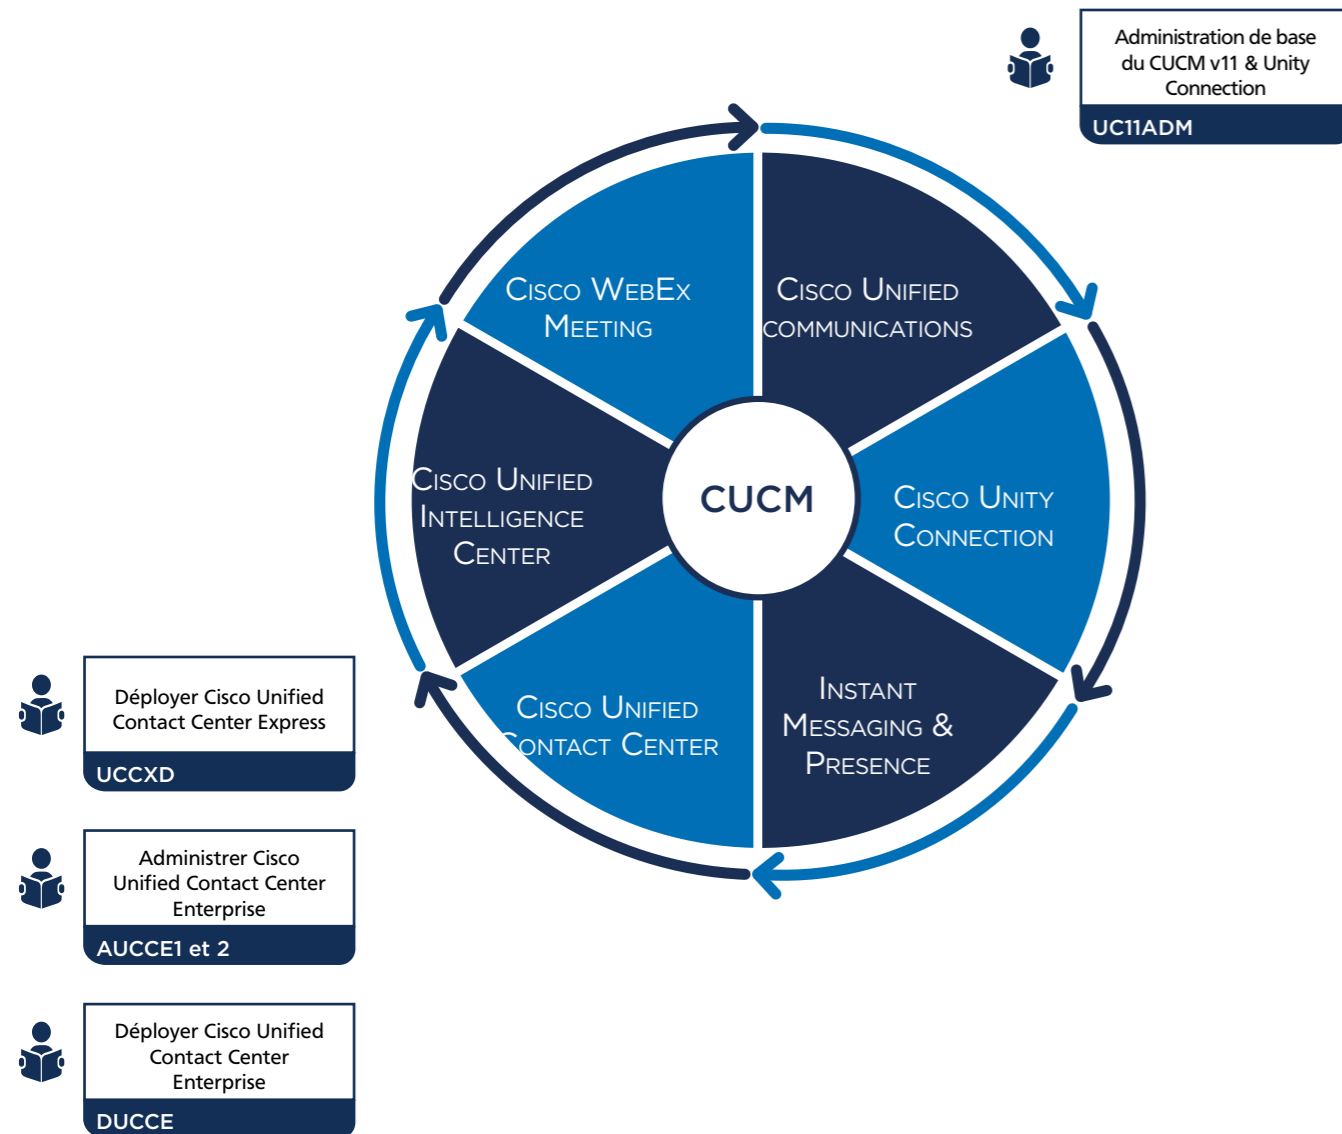 Administration de base
du CUCM v11 & Unity
Connection
UC11ADM
Cisco WebEx
Meeting
Cisco Unified
communications
Cisco Unified
Intelligence
Center
CUCM
Cisco Unity
Connection
Cisco Unified
Contact Center
Instant
Messaging &
Presence
Déployer Cisco Unified
Contact Center Express
UCCXD
Administrer Cisco
Unified Contact Center
Enterprise
AUCCE1 et 2
Déployer Cisco Unified
Contact Center
Enterprise
DUCCE